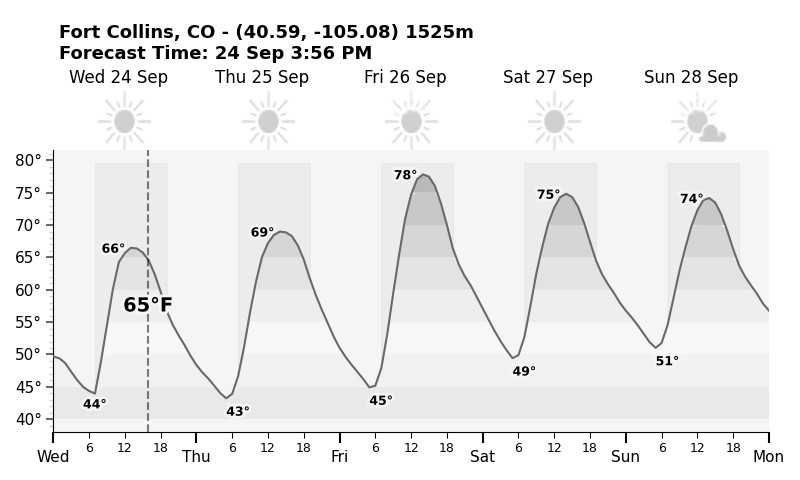 Fort Collins, CO - (40.59, -105.08) 1525m
Forecast Time: 24 Sep 3:56 PM
Wed 24 Sep Thu 25 Sep Fri 26 Sep Sat 27 Sep Sun 28 Sep
80°
75°
70°
65°
60°
55°
50°
45°
40°
66° 69° 78° 75° 74°
65°F
44° 43° 45° 49° 51°
6 12 18 6 12 18 6 12 18 6 12 18 6 12 18
Wed Thu Fri Sat Sun Mon